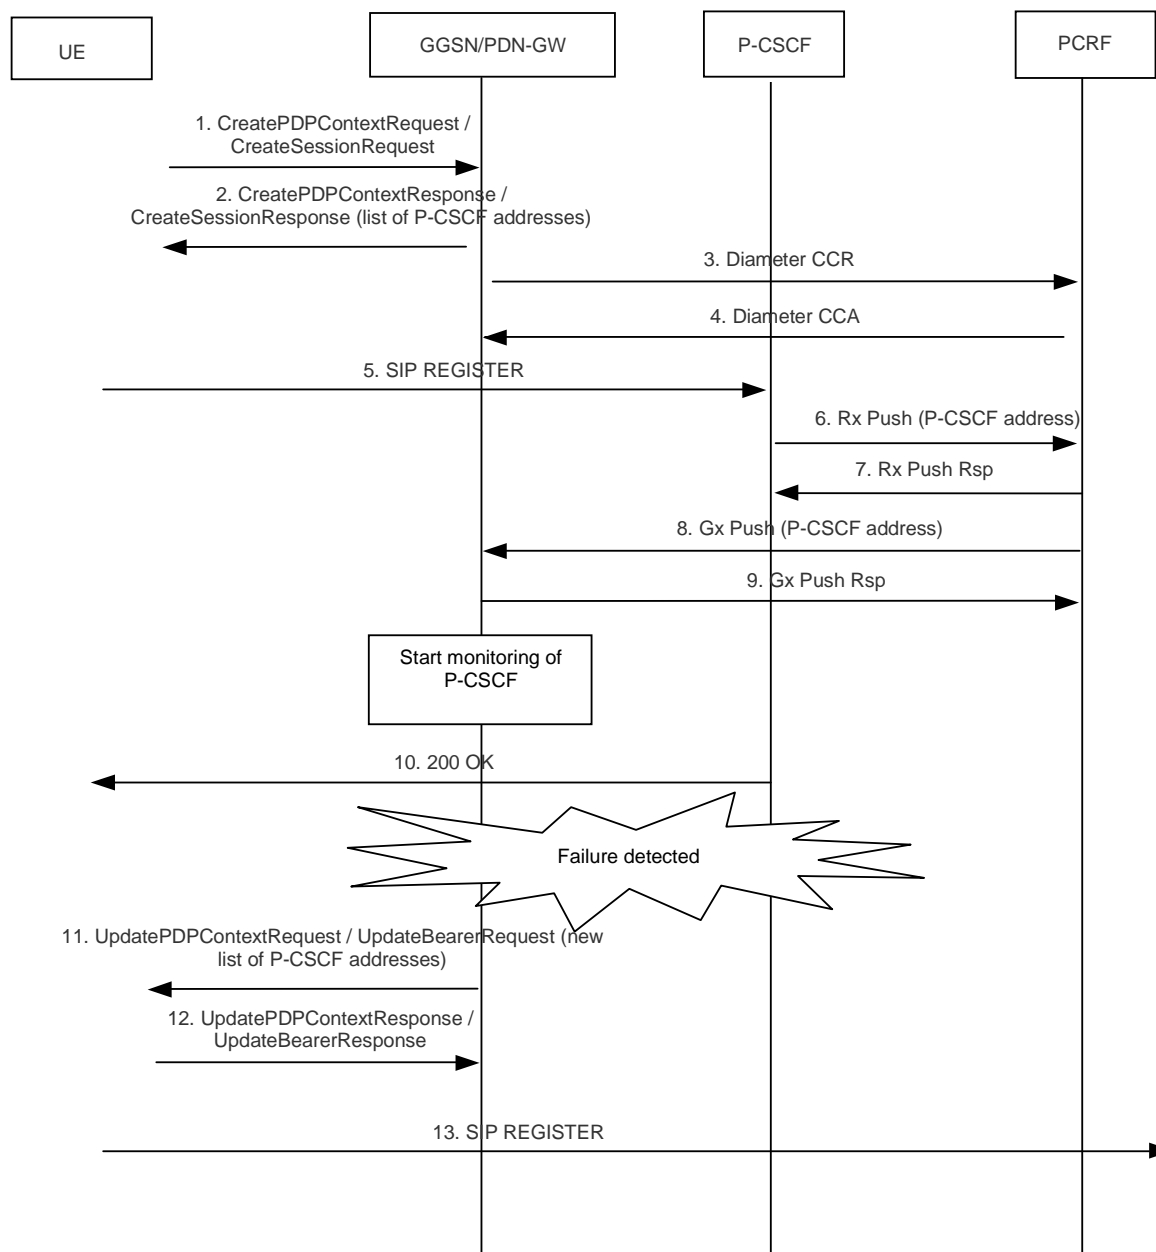 UE
GGSN/PDN-GW
P-CSCF
PCRF
1. CreatePDPContextRequest /
CreateSessionRequest
2. CreatePDPContextResponse /
CreateSessionResponse (list of P-CSCF addresses)
3. Diameter CCR
4. Diameter CCA
5. SIP REGISTER
6. Rx Push (P-CSCF address)
7. Rx Push Rsp
8. Gx Push (P-CSCF address)
9. Gx Push Rsp
Start monitoring of
P-CSCF
10. 200 OK
Failure detected
11. UpdatePDPContextRequest / UpdateBearerRequest (new
list of P-CSCF addresses)
12. UpdatePDPContextResponse /
UpdateBearerResponse
13. SIP REGISTER